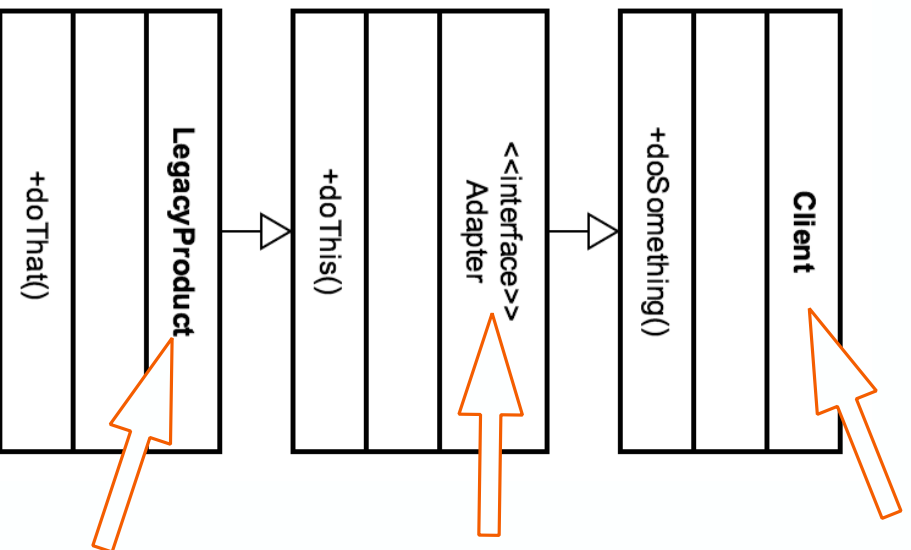 Client
+doSomething()
<<interface>>
Adapter
+doThis()
LegacyProduct
+doThat()